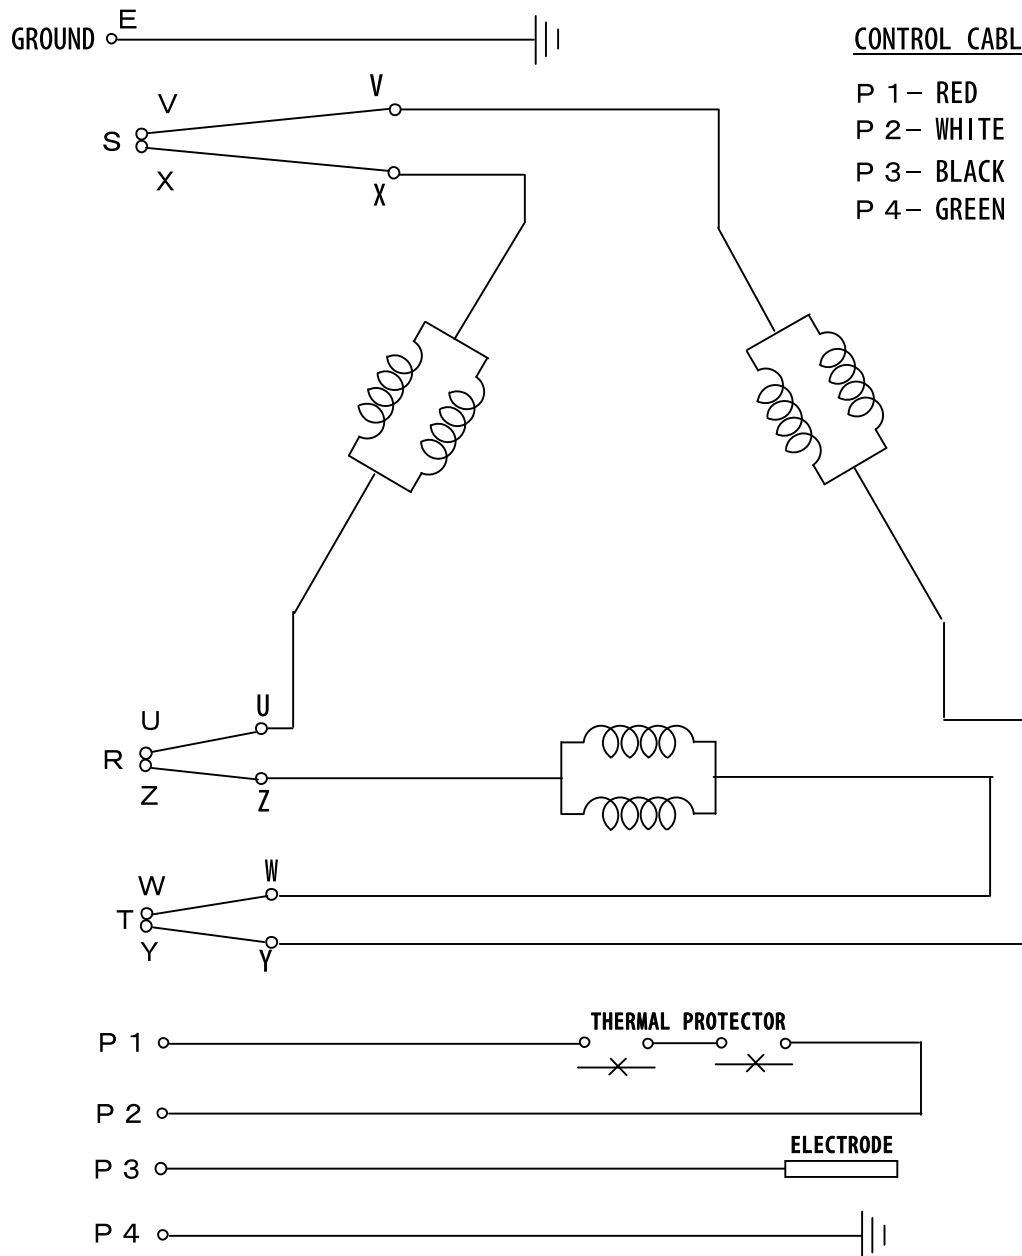 E
GROUND
CONTROL CABL
V
V
P 1- RED
S
P 2- WHITE
X
X
P 3- BLACK
P 4- GREEN
U
U
R
Z
Z
W
W
T
Y
Y
THERMAL PROTECTOR
P 1
P 2
ELECTRODE
P 3
P 4